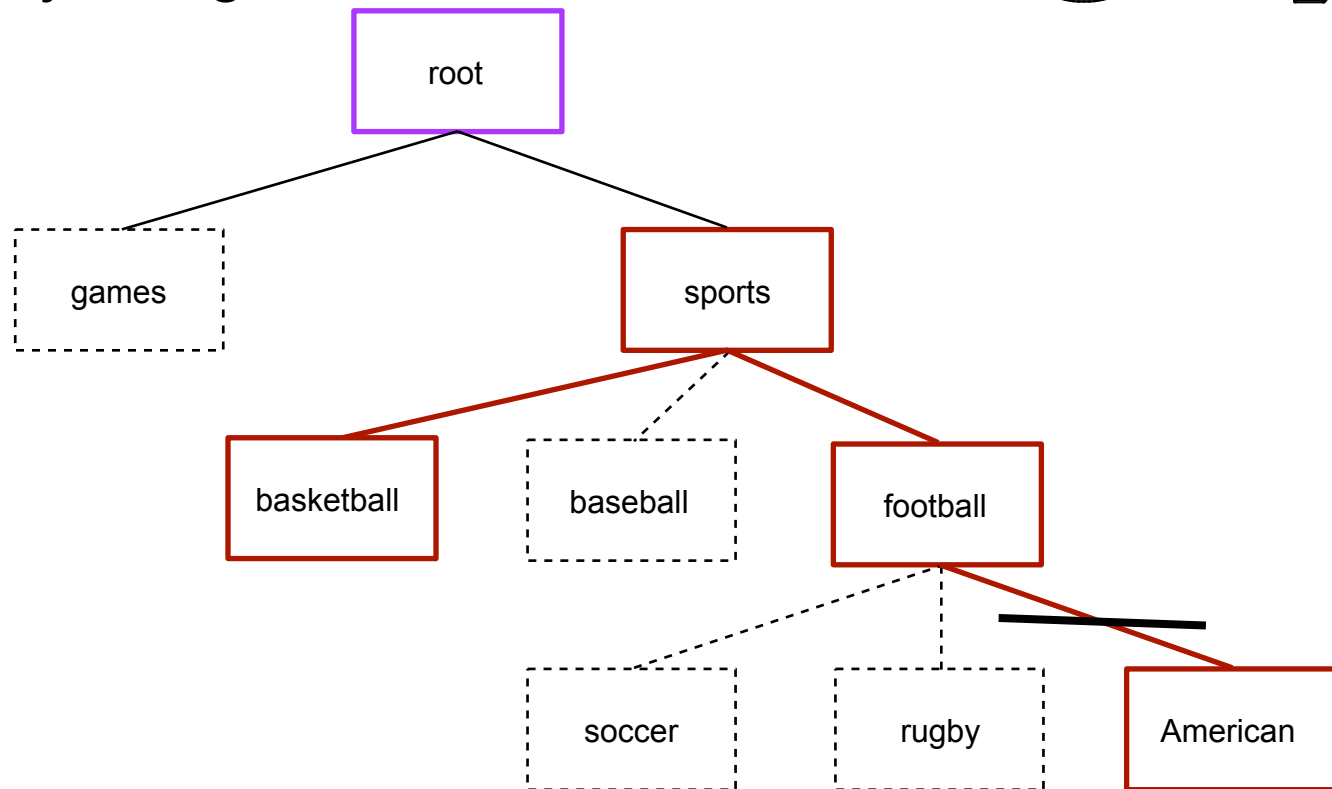 root
games
sports
basketball
baseball
football
soccer
rugby
American